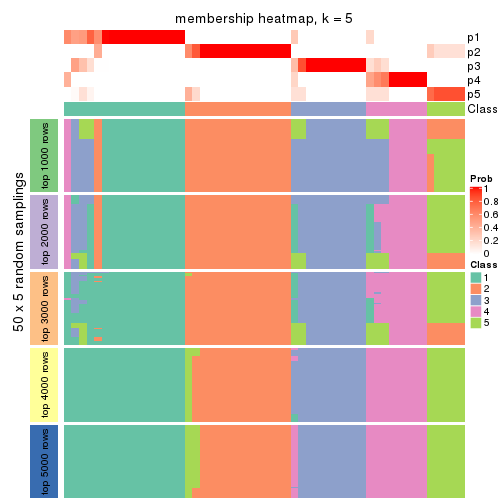 membership heatmap, k = 5
p1
p2
p3
p4
p5
Class
50 x 5 random samplings
top 1000 rows
top 2000 rows
top 3000 rows
top 4000 rows
top 5000 rows
Prob
1
0.8
0.6
0.4
0.2
0
Class
1
2
3
4
5